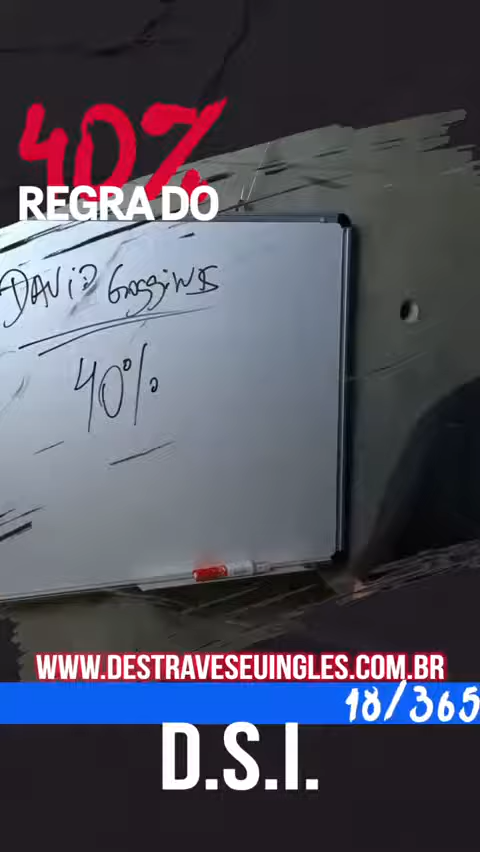 40%
REGRA DO
DAViD GoggiNS
40%
WWW.DESTRAVESEUINGLES.COM.BR
18/365
D.S.I.